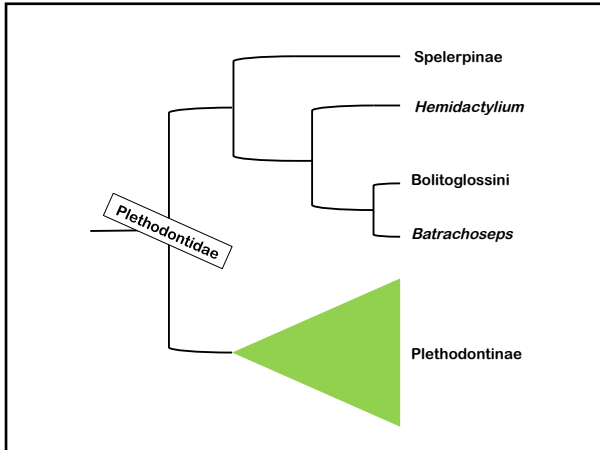 Spelerpinae
Hemidactylium
Bolitoglossini
Plethodontidae
Batrachoseps
Plethodontinae